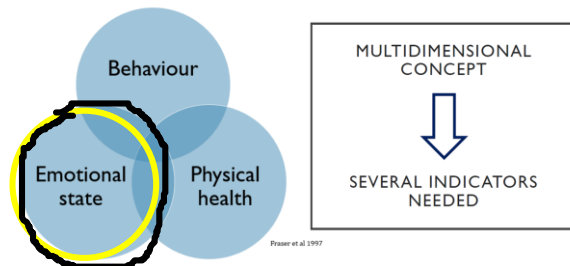 Behaviour
Emotional
state
Physical
health
Fraser et al 1997
MULTIDIMENSIONAL
CONCEPT
SEVERAL INDICATORS
NEEDED